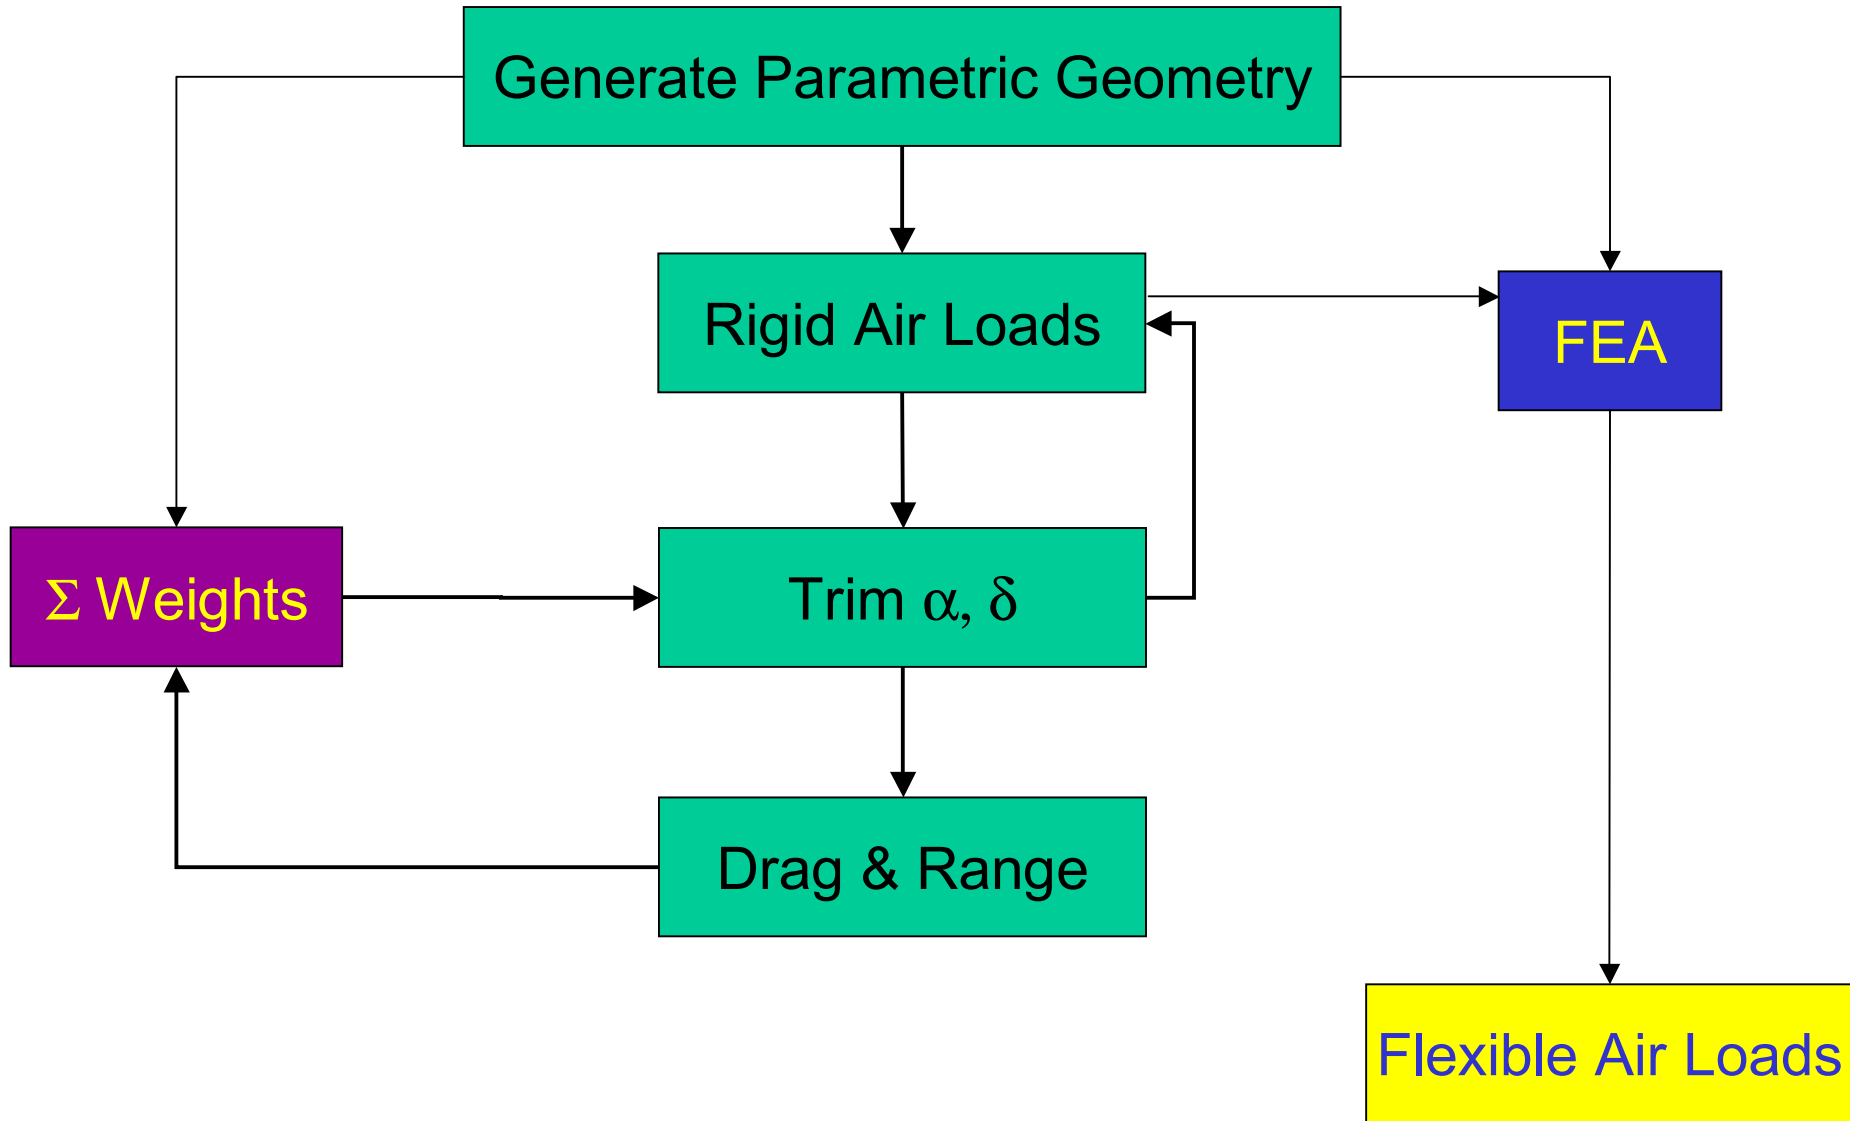 Generate Parametric Geometry
Rigid Air Loads
FEA
Σ Weights
Trim α, δ
Drag & Range
Flexible Air Loads